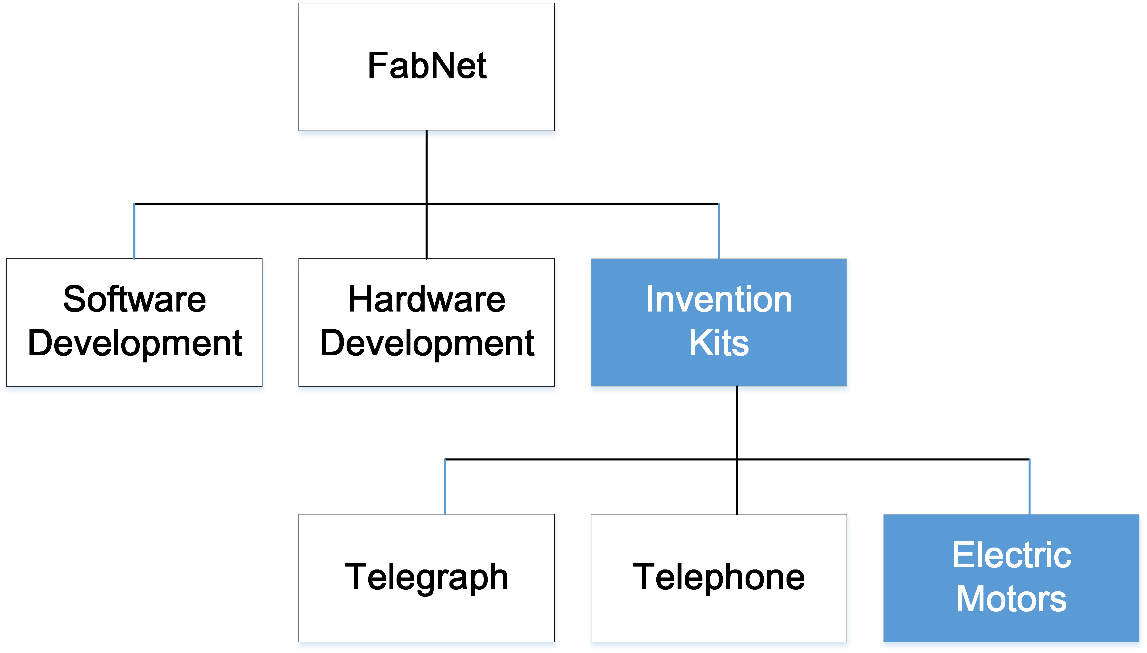 FabNet
Software
Development
Hardware
Development
Invention
Kits
Telegraph
Telephone
Electric
Motors